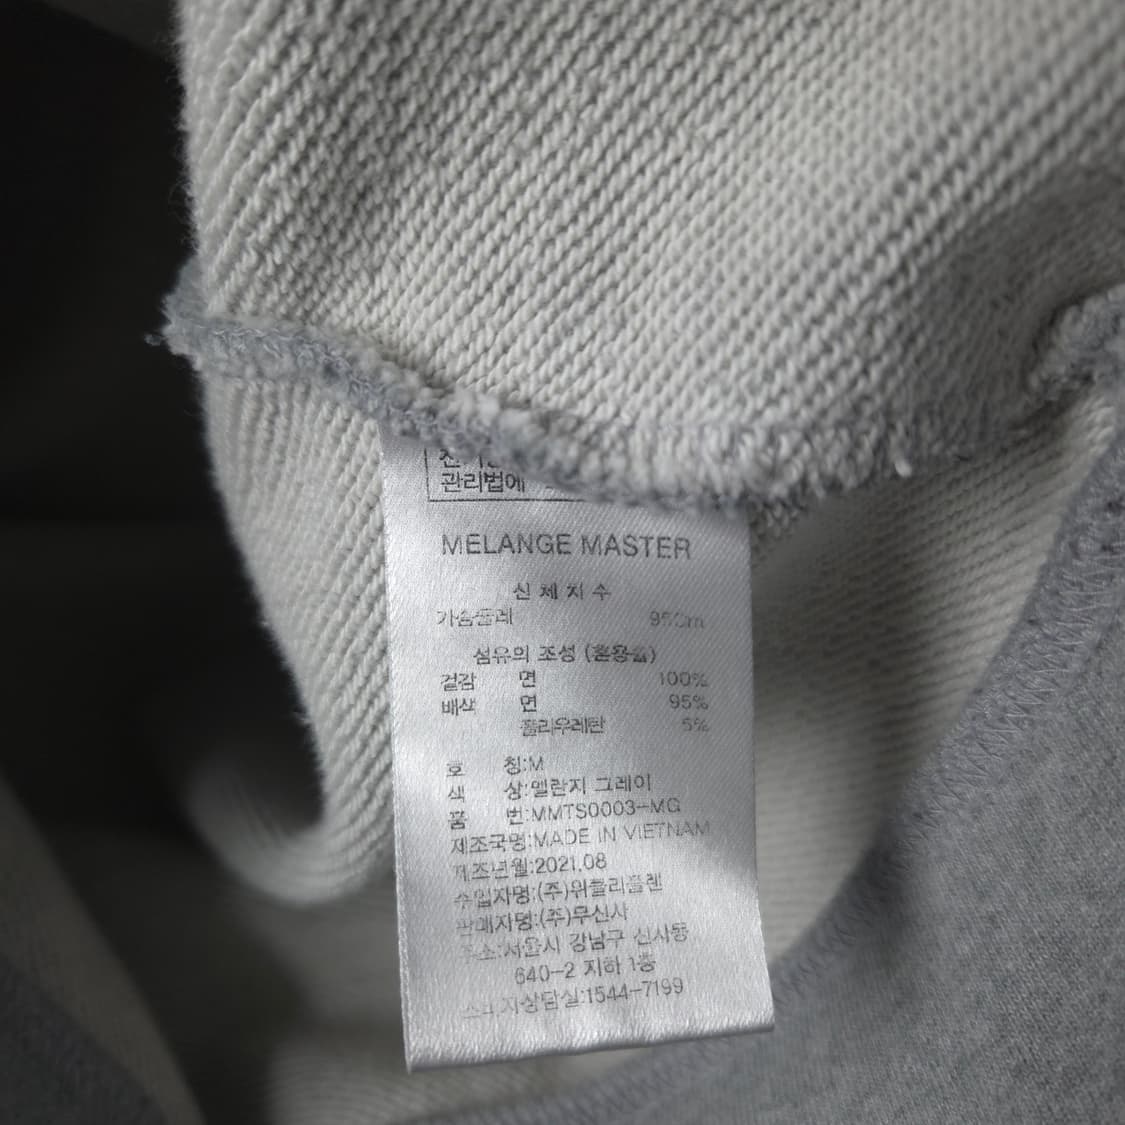 관리법에
MELANGE MASTER
신체치수
가슴둘레 95Cm
섬유의 조성 (혼용율)
겉감 면 100%
배색 면 95%
폴리우레탄 5%
호 칭:M
색 상:멜란지 그레이
품 번:MMTS0003-MG
제조국명:MADE IN VIETNAM
제조년월:2021.08
수입자명:(주)위클리플랜
판매자명:(주)무신사
주소:서울시 강남구 신사동
640-2 지하 1층
소비자상담실:1544-7199